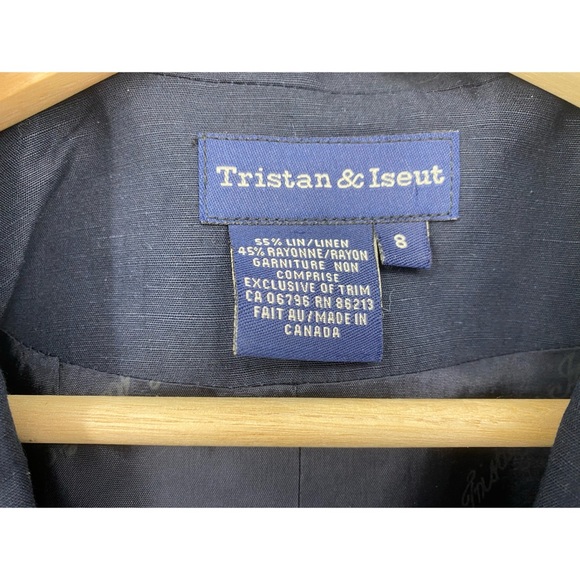 Tristan & Iseut
8
55% LIN/LINEN
45% RAYONNE/RAYON
GARNITURE NON
COMPRISE
EXCLUSIVE OF TRIM
CA 06796 RN 86213
FAIT AU/MADE IN
CANADA